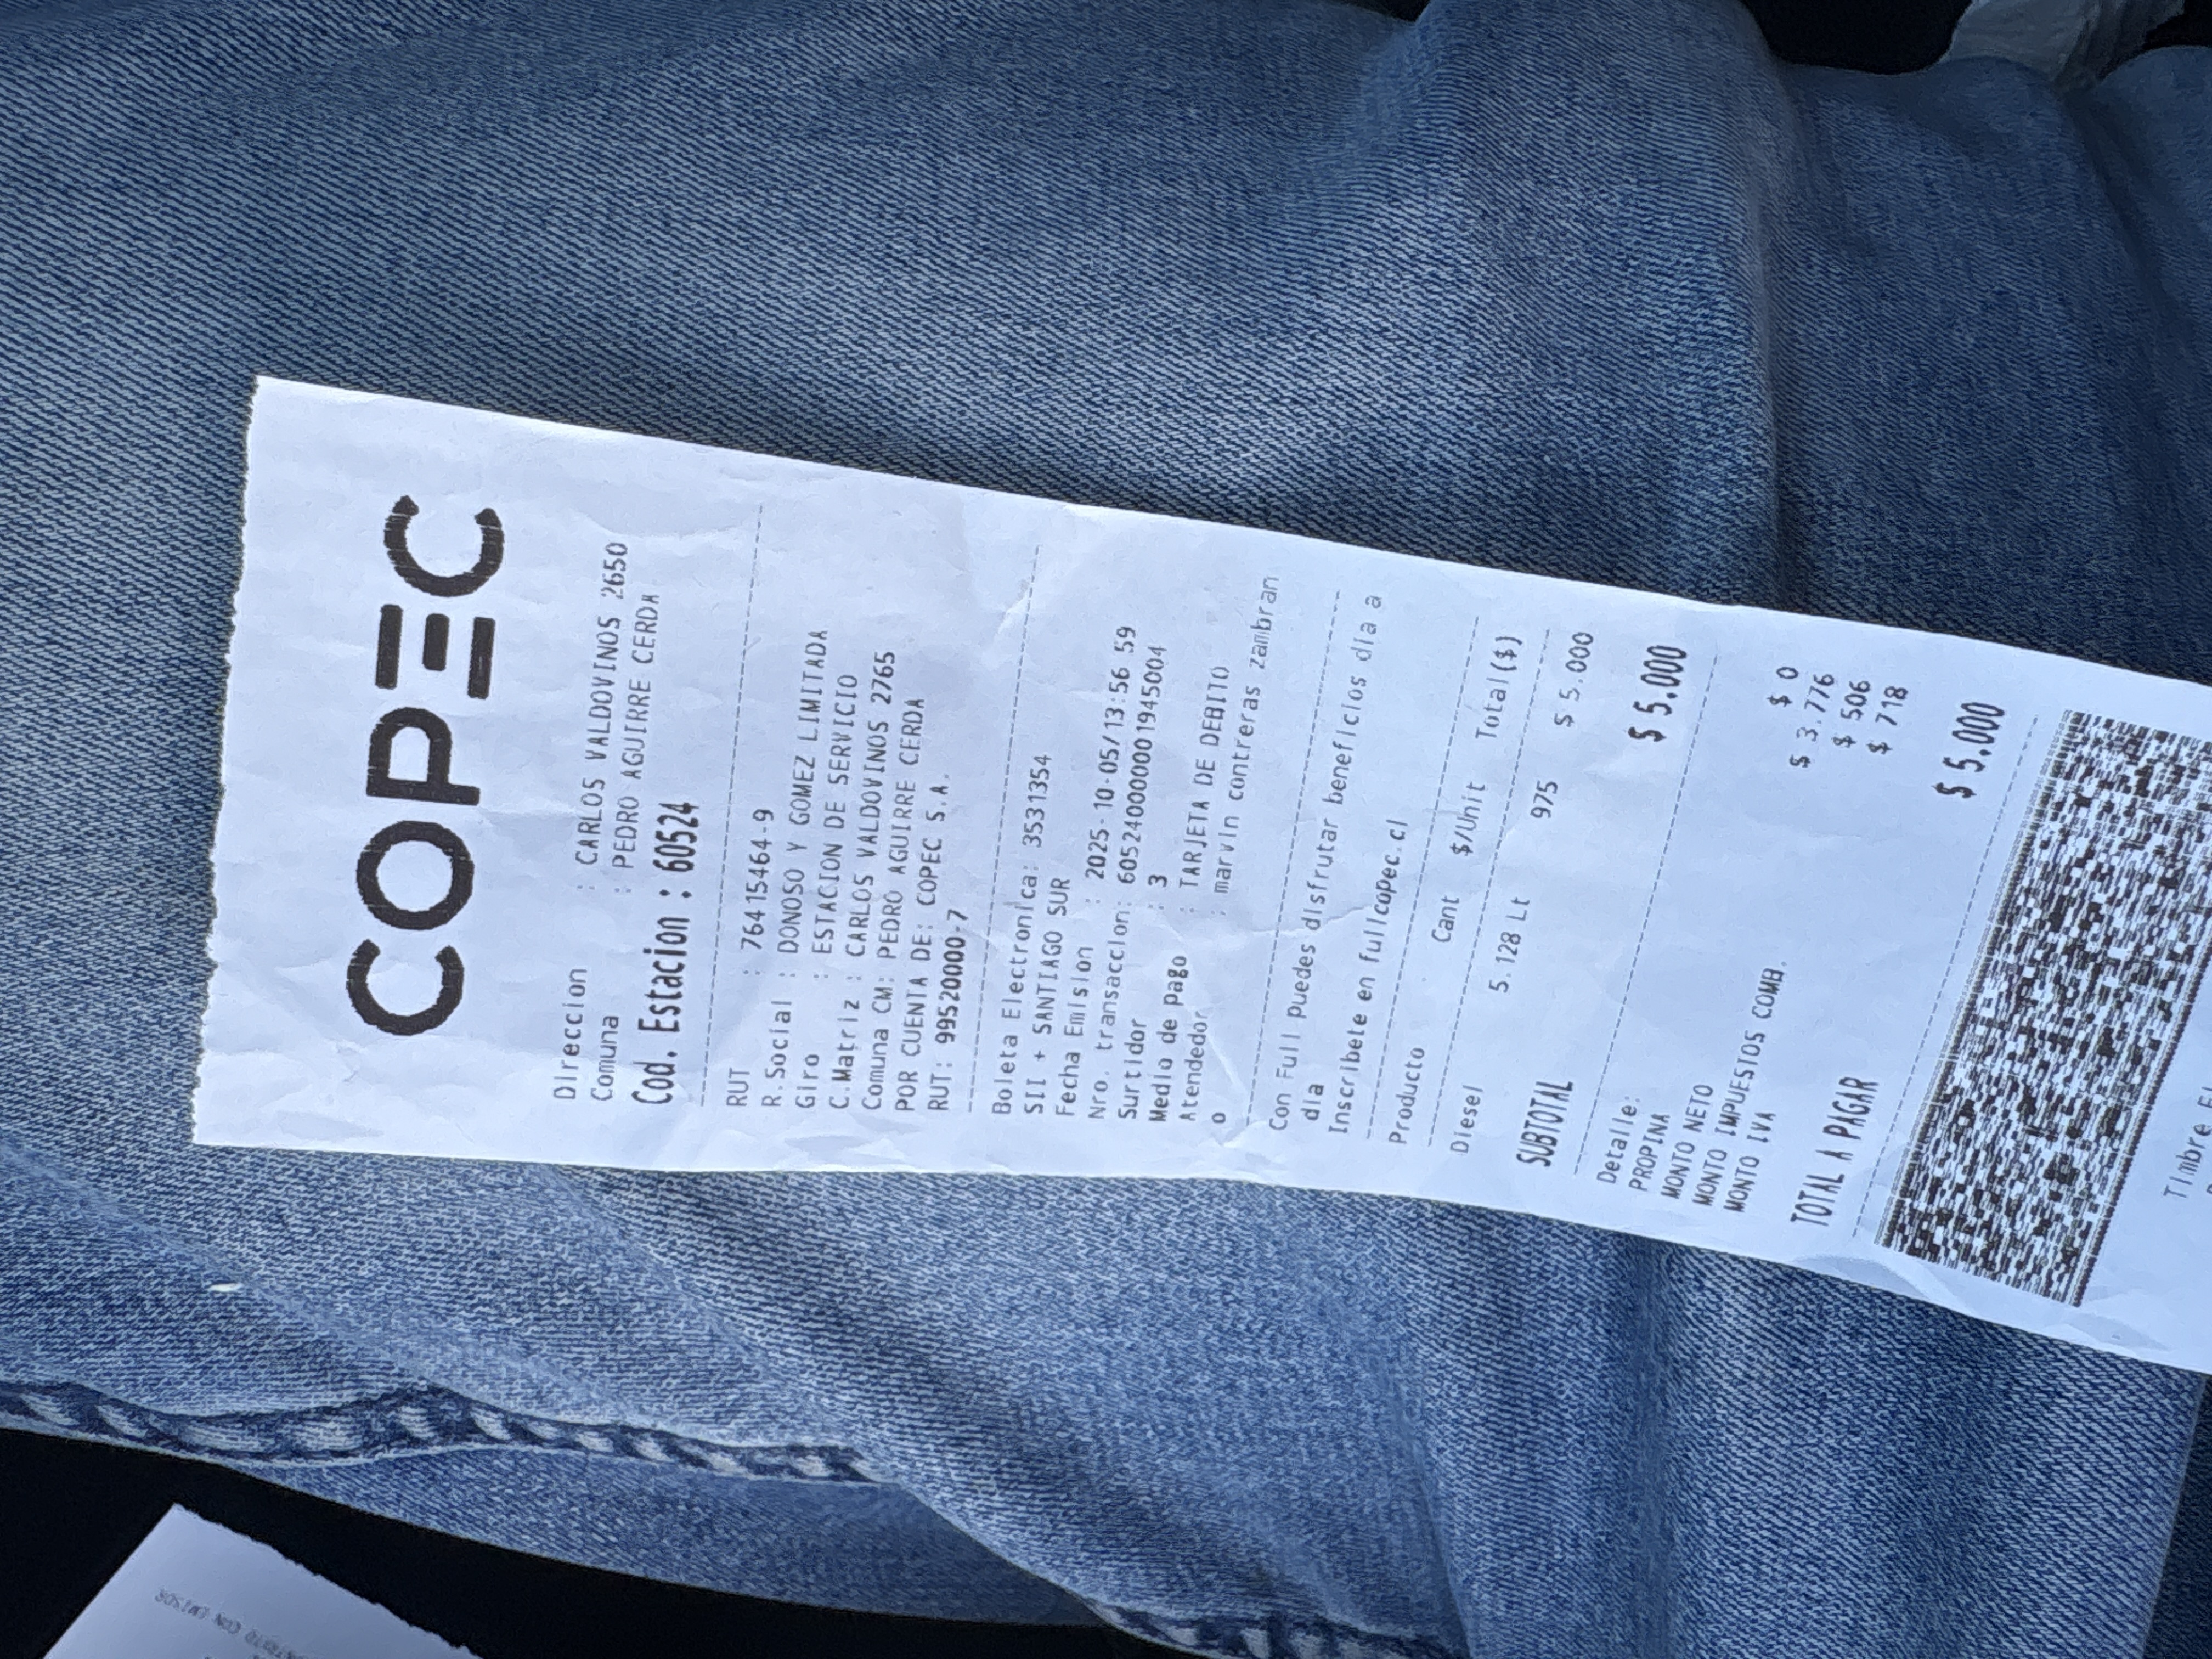 COPEC
Direccion : CARLOS VALDOVINOS 2650
Comuna : PEDRO AGUIRRE CERDA
Cod. Estacion : 60524
RUT : 76415464-9
R.Social : DONOSO Y GOMEZ LIMITADA
Giro : ESTACION DE SERVICIO
C.Matriz : CARLOS VALDOVINOS 2765
Comuna CM: PEDRO AGUIRRE CERDA
POR CUENTA DE: COPEC S.A.
RUT: 99520000-7
Boleta Electronica: 3531354
SII + SANTIAGO SUR
Fecha Emision : 2025-10-05/13:56 59
Nro. transaccion: 605240000001945004
Surtidor : 3
Medio de Pago : TARJETA DE DEBITO
Atendedor : marvin contreras zambran
o
Con Full puedes disfrutar beneficios dia a
dia
Inscribete en fullcopec.cl
Producto Cant $/Unit Total($)
Diesel 5.128 Lt 975 $ 5.000
SUBTOTAL $ 5.000
Detalle:
PROPINA $ 0
MONTO NETO $ 3.776
MONTO IMPUESTOS COMB. $ 506
MONTO IVA $ 718
TOTAL A PAGAR $ 5.000
Timbre
CON EMISOR